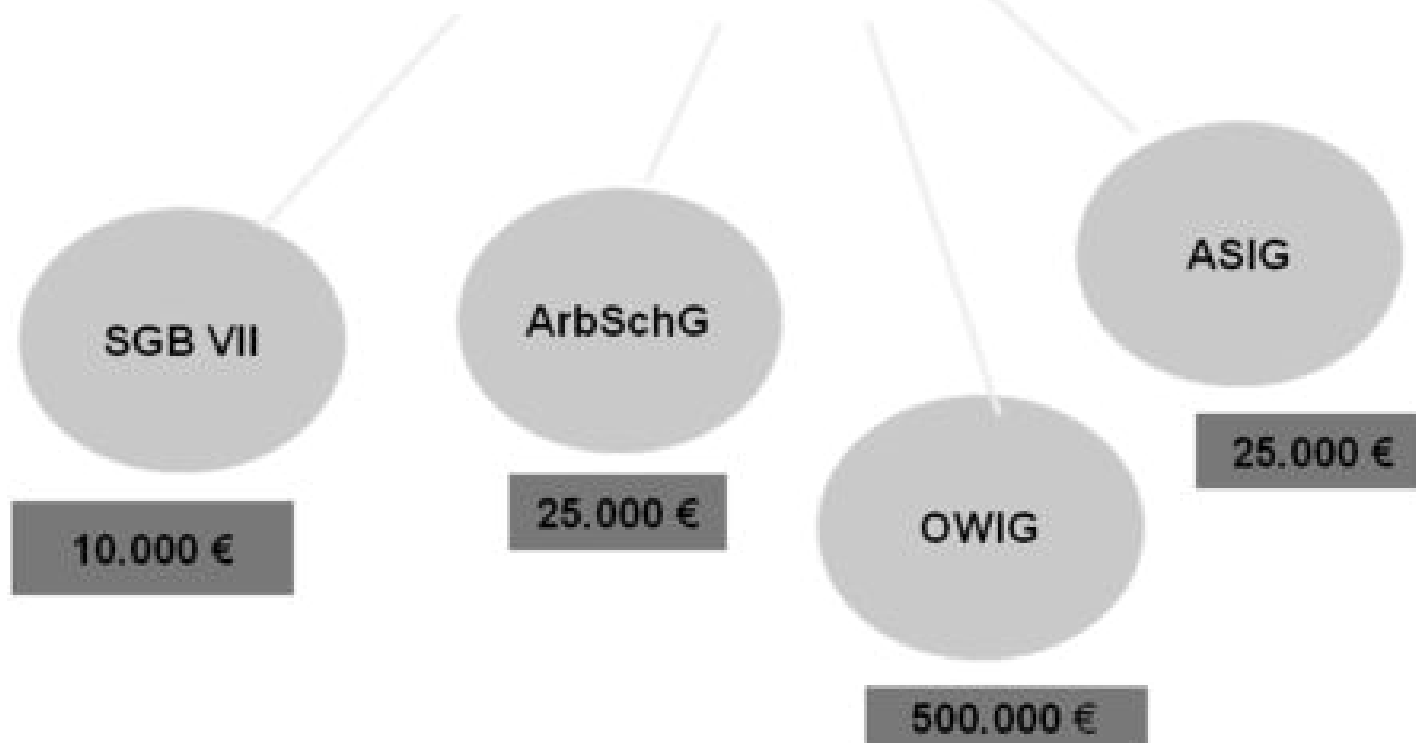 SGB VII
10.000 €
ArbSchG
25.000 €
OWIG
500.000 €
ASIG
25.000 €